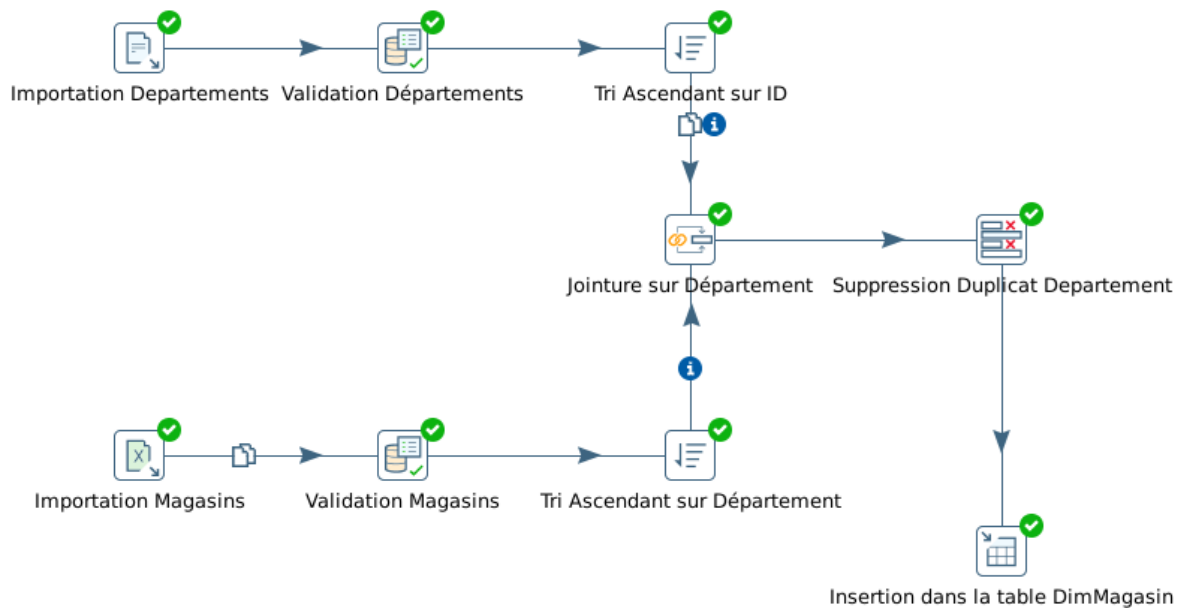 Importation Departements
Validation Départements
Tri Ascendant sur ID
Jointure sur Département
Suppression Duplicat Departement
Importation Magasins
Validation Magasins
Tri Ascendant sur Département
Insertion dans la table DimMagasin